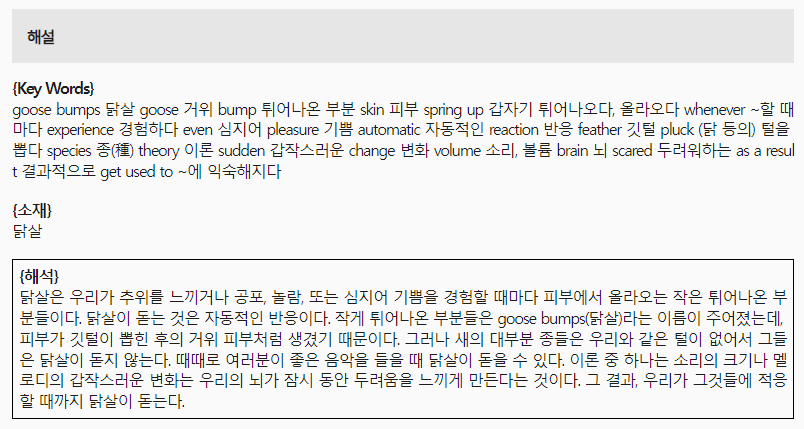 해설
{Key Words}
goose bumps 닭살 goose 거위 bump 튀어나온 부분 skin 피부 spring up 갑자기 튀어나오다, 올라오다 whenever ~할 때
마다 experience 경험하다 even 심지어 pleasure 기쁨 automatic 자동적인 reaction 반응 feather 깃털 pluck (닭 등의) 털을
뽑다 species 종(種) theory 이론 sudden 갑작스러운 change 변화 volume 소리, 볼륨 brain 뇌 scared 두려워하는 as a resul
t 결과적으로 get used to ~에 익숙해지다
{소재}
닭살
{해석}
닭살은 우리가 추위를 느끼거나 공포, 놀람, 또는 심지어 기쁨을 경험할 때마다 피부에서 올라오는 작은 튀어나온 부
분들이다. 닭살이 돋는 것은 자동적인 반응이다. 작게 튀어나온 부분들은 goose bumps(닭살)라는 이름이 주어졌는데,
피부가 깃털이 뽑힌 후의 거위 피부처럼 생겼기 때문이다. 그러나 새의 대부분 종들은 우리와 같은 털이 없어서 그들
은 닭살이 돋지 않는다. 때때로 여러분이 좋은 음악을 들을 때 닭살이 돋을 수 있다. 이론 중 하나는 소리의 크기나 멜
로디의 갑작스러운 변화는 우리의 뇌가 잠시 동안 두려움을 느끼게 만든다는 것이다. 그 결과, 우리가 그것들에 적응
할 때까지 닭살이 돋는다.